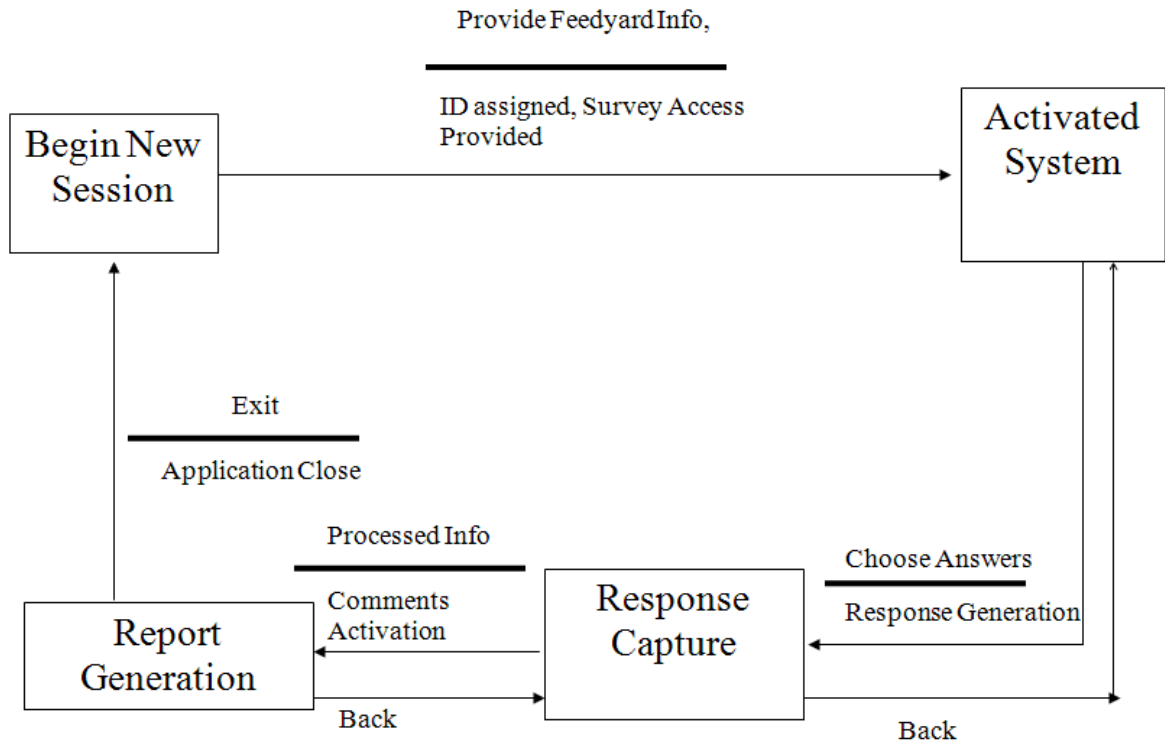 Provide Feedyard Info,
ID assigned, Survey Access
Provided
Begin New
Session
Activated
System
Exit
Application Close
Processed Info
Comments
Activation
Choose Answers
Response Generation
Response
Capture
Report
Generation
Back
Back